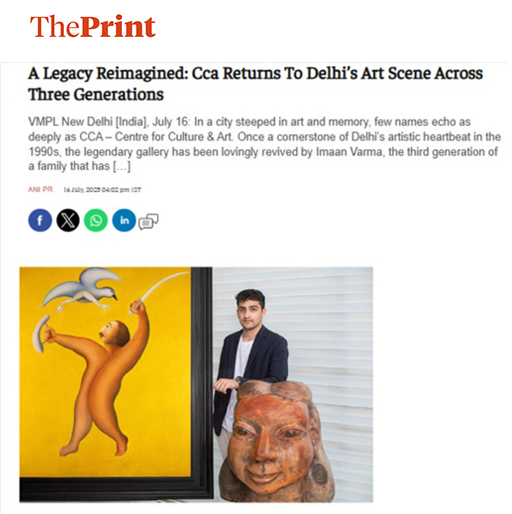 ThePrint
A Legacy Reimagined: Cca Returns To Delhi's Art Scene Across
Three Generations
VMPL New Delhi [India], July 16: In a city steeped in art and memory, few names echo as
deeply as CCA – Centre for Culture & Art. Once a cornerstone of Delhi's artistic heartbeat in the
1990s, the legendary gallery has been lovingly revived by Imaan Varma, the third generation of
a family that has […]
ANI PR 16 July, 2025 04:02 pm IST